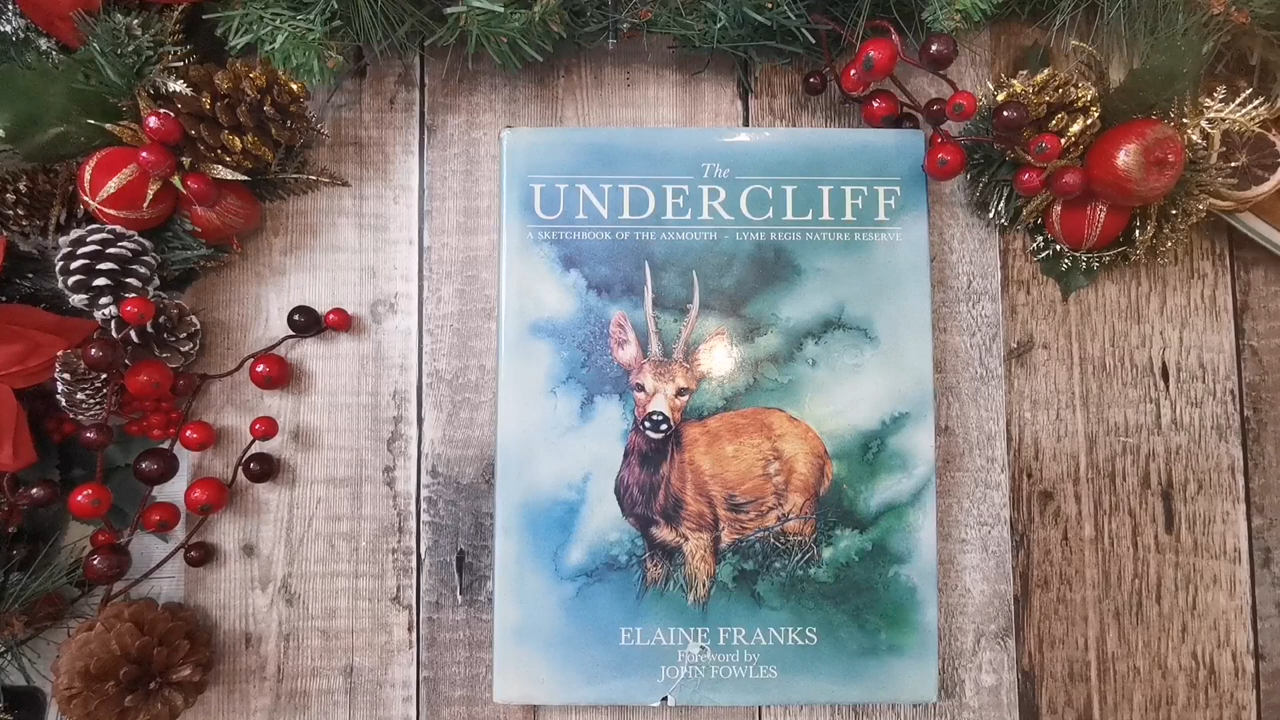 The
UNDERCLIFF
A SKETCHBOOK OF THE AXMOUTH - LYME REGIS NATURE RESERVE
ELAINE FRANKS
Foreword by
JOHN FOWLES